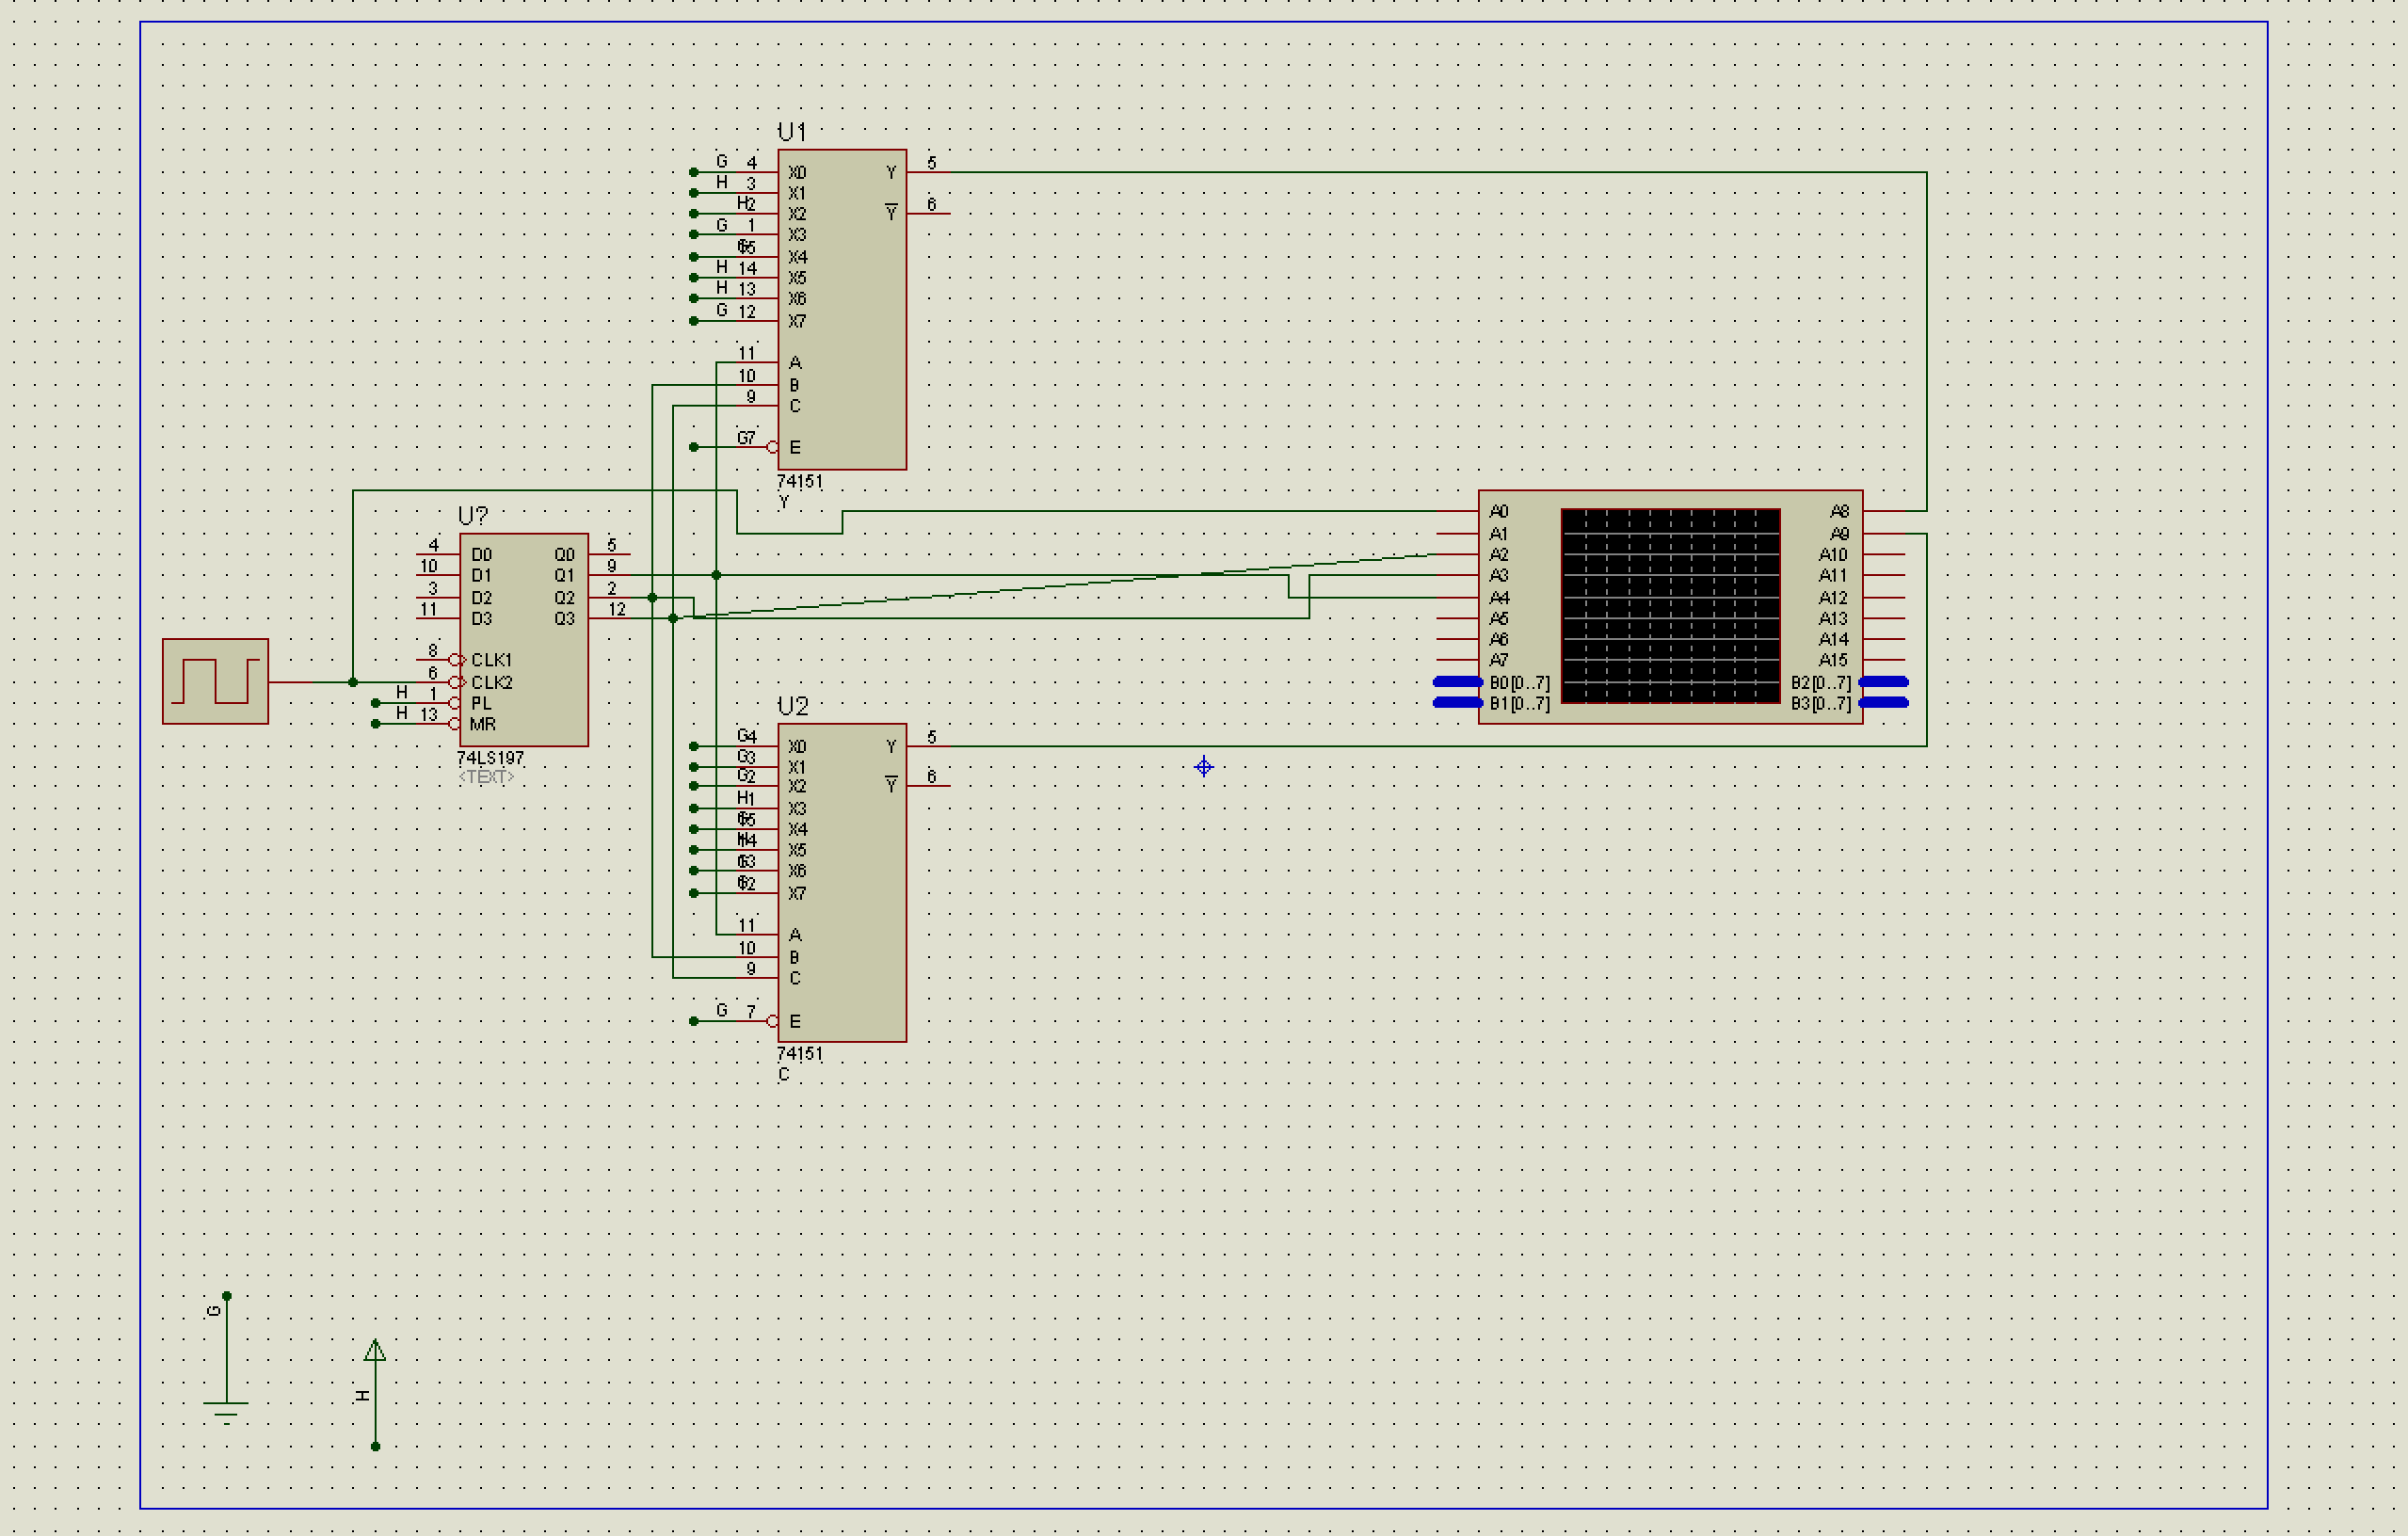 U1
G 4 X0 Y 5
H 3 X1
H2 X2 Y 6
G 1 X3
X4
H 14 X5
H 13 X6
G 12 X7
11 A
10 B
9 C
G7 E
74151
Y
U?
4 D0 Q0 5
10 D1 Q1 9
3 D2 Q2 2
11 D3 Q3 12
8 CLK1
6 CLK2
H 1 PL
H 13 MR
74LS197
<TEXT>
A0 A8
A1 A9
A2 A10
A3 A11
A4 A12
A5 A13
A6 A14
A7 A15
B0[0..7] B2[0..7]
B1[0..7] B3[0..7]
U2
G4 X0 Y 5
G3 X1
G2 X2 Y 6
H1 X3
X4
X5
X6
X7
11 A
10 B
9 C
G 7 E
74151
C
G
H